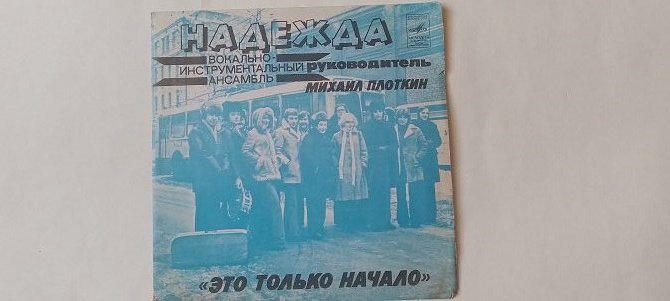 НАДЕЖДА
ВОКАЛЬНО-
ИНСТРУМЕНТАЛЬНЫЙ
АНСАМБЛЬ
РУКОВОДИТЕЛЬ
МИХАИЛ ПЛОТКИН
«ЭТО ТОЛЬКО НАЧАЛО»